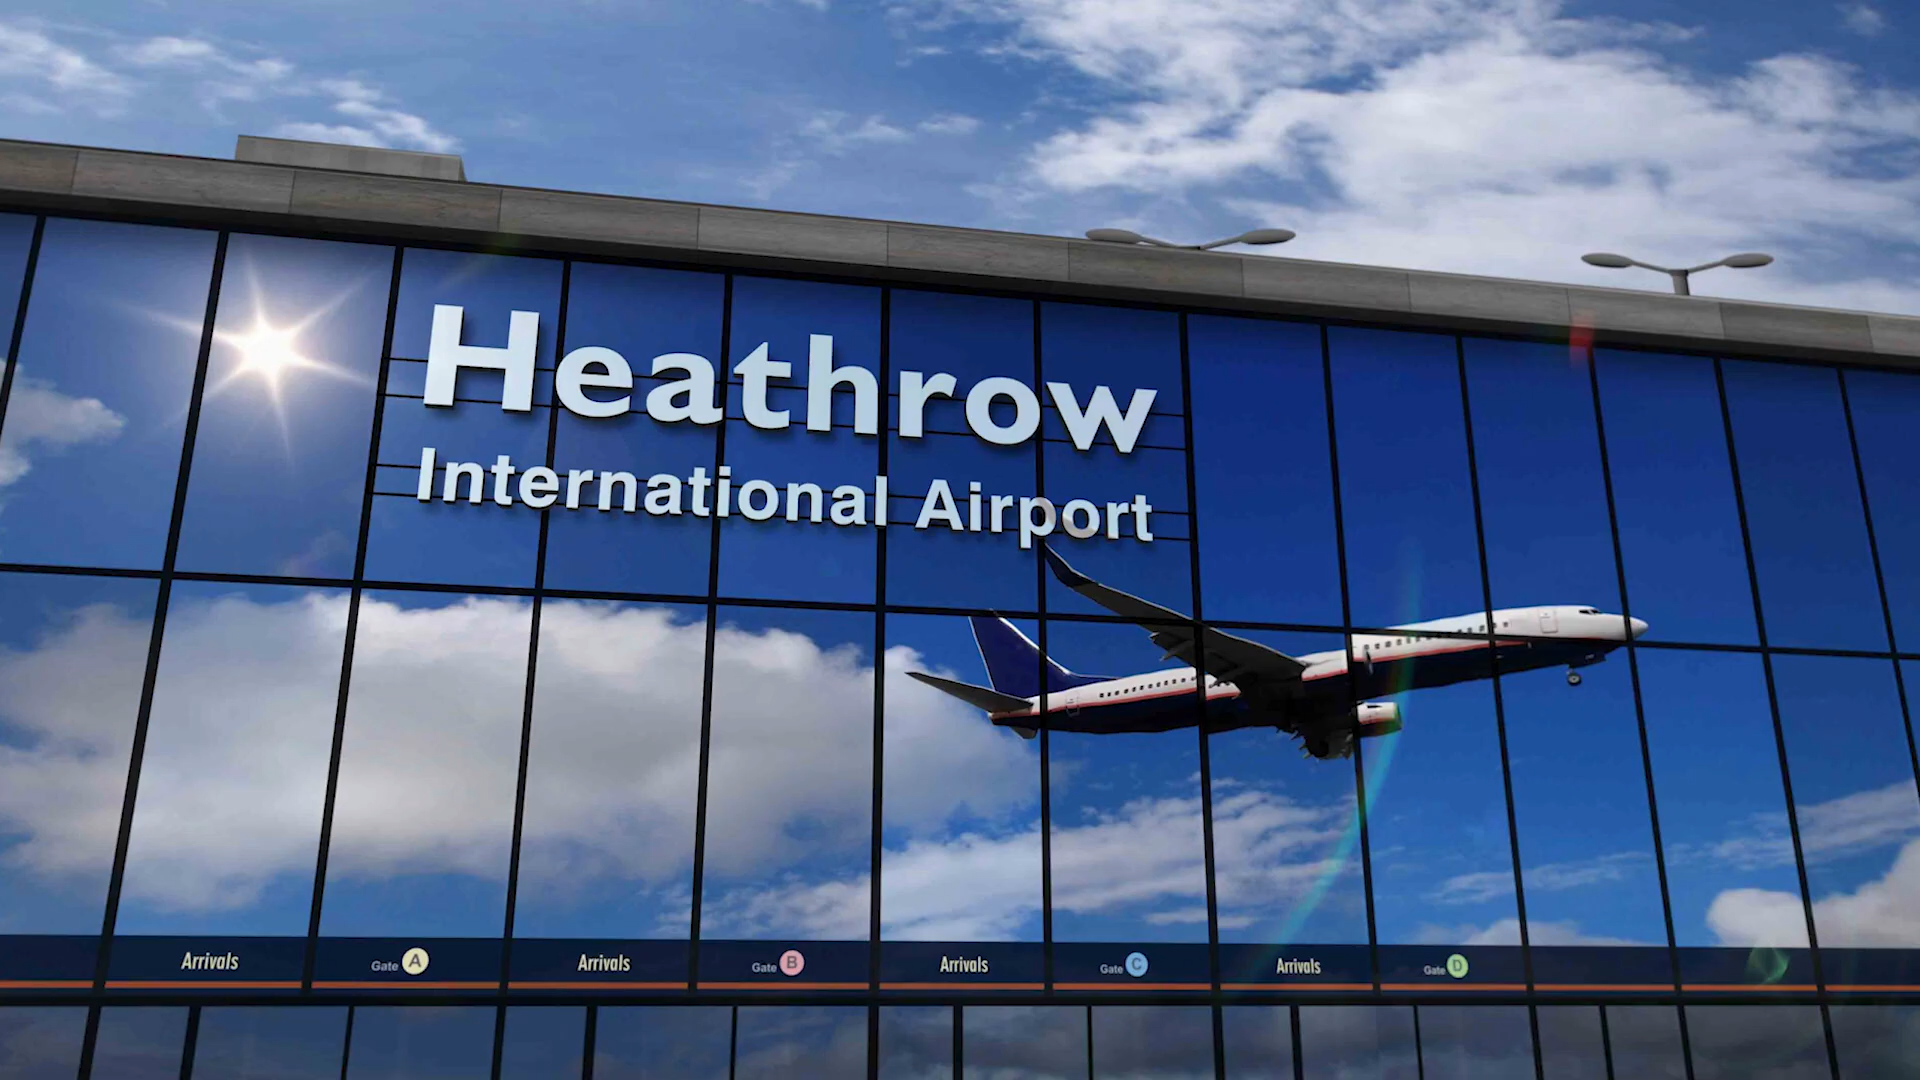 Heathrow
International Airport
Arrivals
Gate A
Arrivals
Gate B
Arrivals
Gate C
Arrivals
Gate D